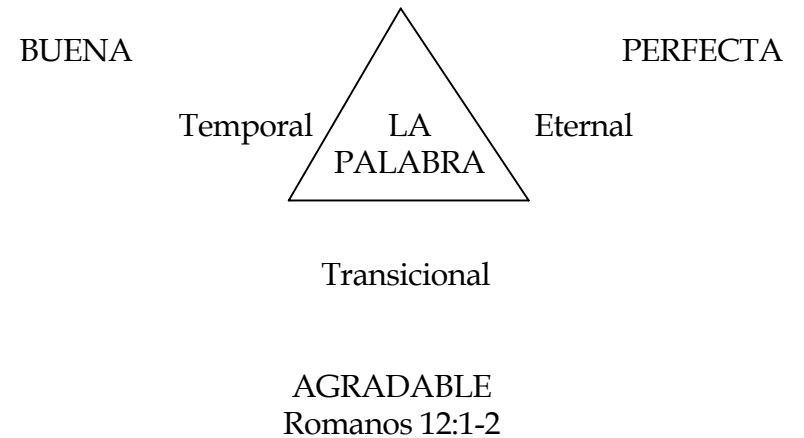 BUENA PERFECTA
Temporal LA Eternal
PALABRA
Transicional
AGRADABLE
Romanos 12:1-2